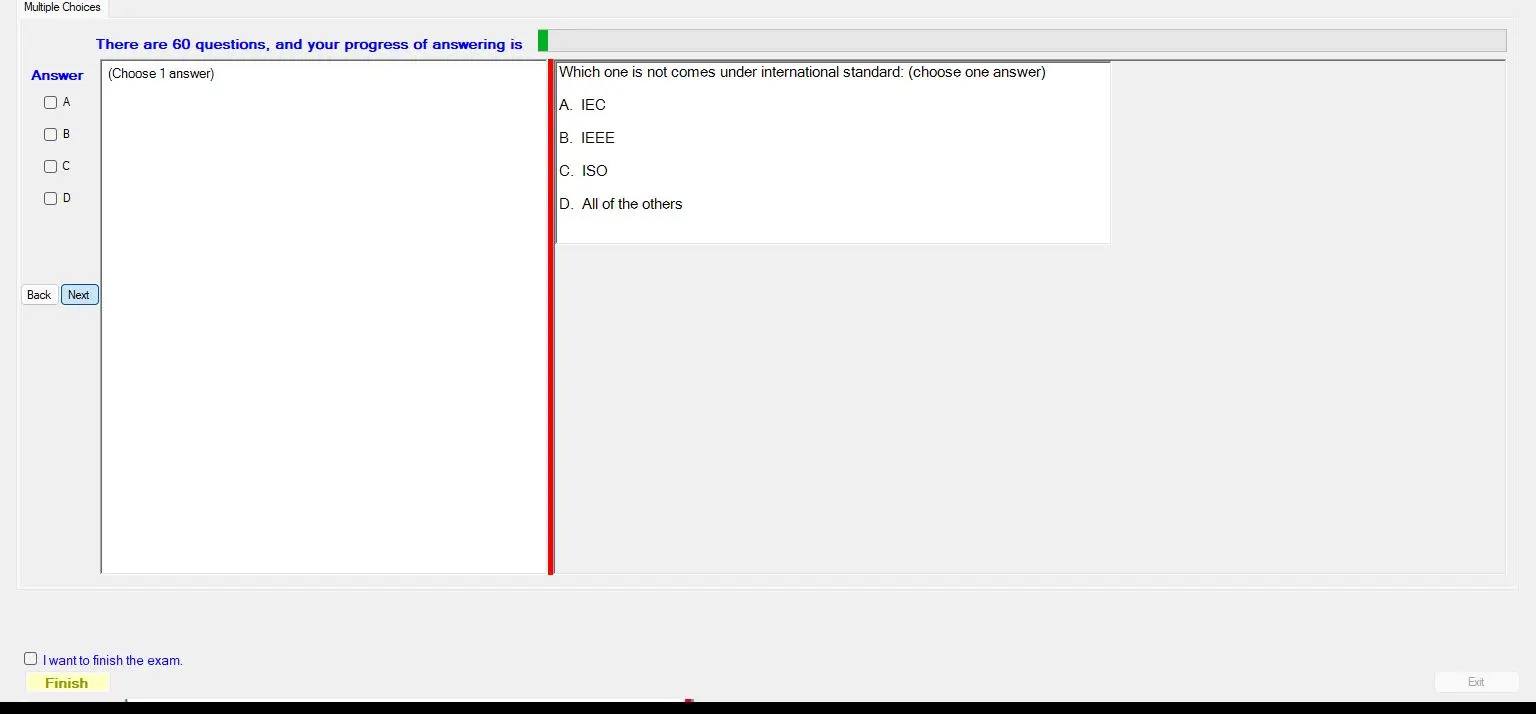 Multiple Choices
There are 60 questions, and your progress of answering is
Answer
(Choose 1 answer)
A
B
C
D
Back Next
Which one is not comes under international standard: (choose one answer)
A. IEC
B. IEEE
C. ISO
D. All of the others
I want to finish the exam.
Finish
Exit